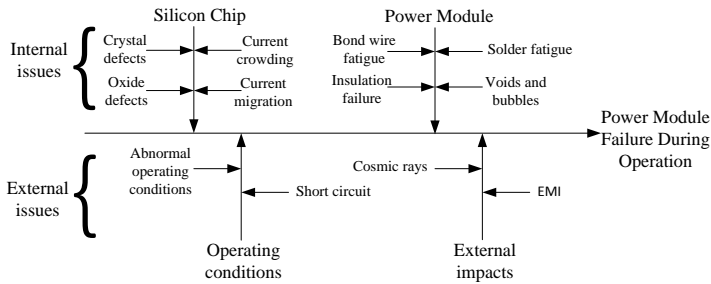 Silicon Chip
Power Module
Internal
issues
Crystal
defects
Current
crowding
Oxide
defects
Current
migration
Bond wire
fatigue
Solder fatigue
Insulation
failure
Voids and
bubbles
Power Module
Failure During
Operation
External
issues
Abnormal
operating
conditions
Short circuit
Cosmic rays
EMI
Operating
conditions
External
impacts